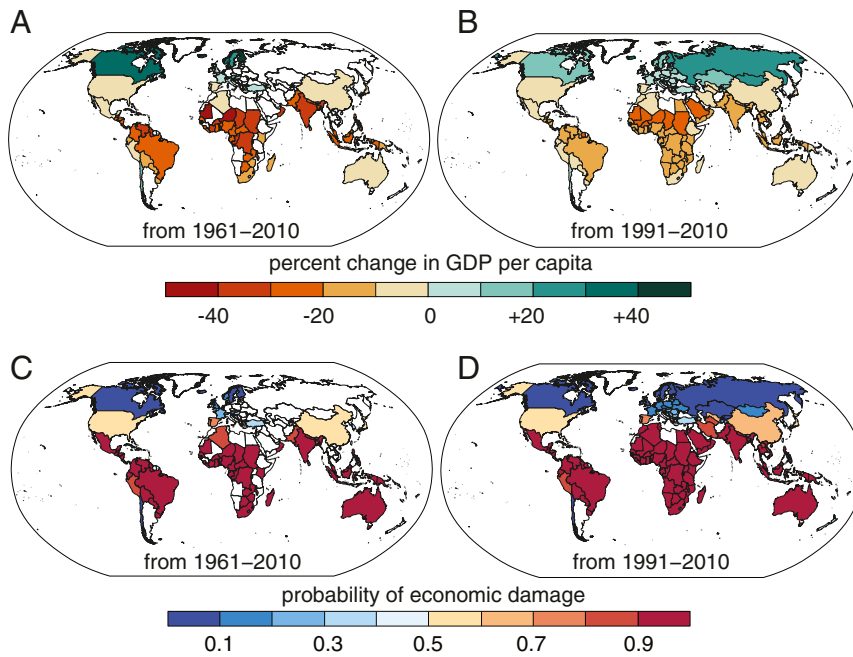 A
B
from 1961–2010
from 1991–2010
percent change in GDP per capita
-40
-20
0
+20
+40
C
D
from 1961–2010
from 1991–2010
probability of economic damage
0.1
0.3
0.5
0.7
0.9